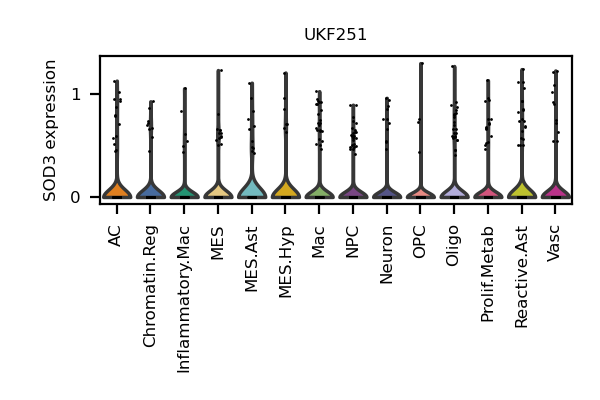 UKF251
SOD3 expression
1
0
AC
Chromatin.Reg
Inflammatory.Mac
MES
MES.Ast
MES.Hyp
Mac
NPC
Neuron
OPC
Oligo
Prolif.Metab
Reactive.Ast
Vasc